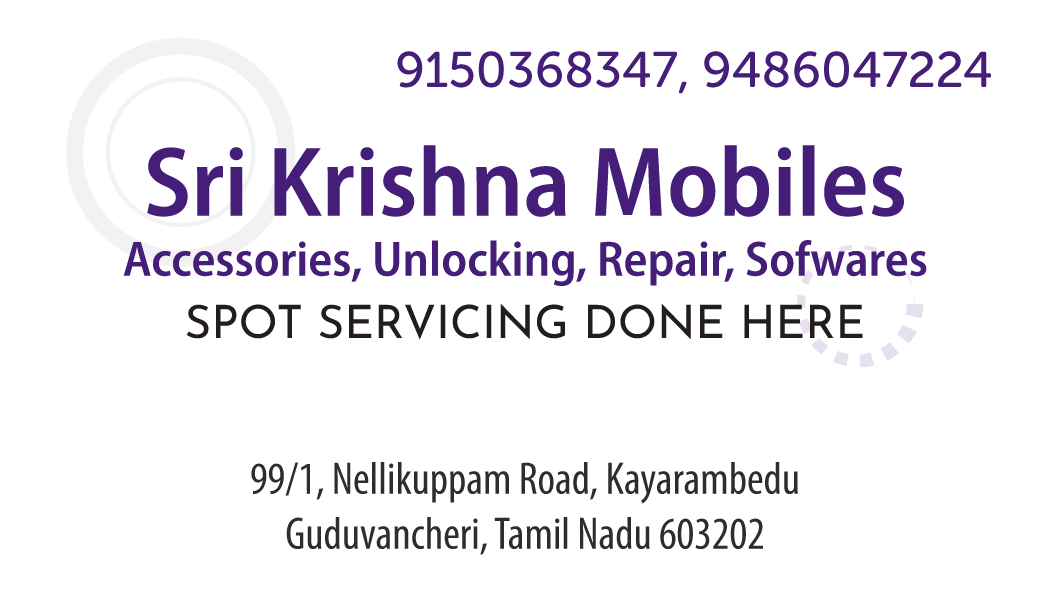 9150368347, 9486047224
Sri Krishna Mobiles
Accessories, Unlocking, Repair, Sofwares
SPOT SERVICING DONE HERE
99/1, Nellikuppam Road, Kayarambedu
Guduvancheri, Tamil Nadu 603202